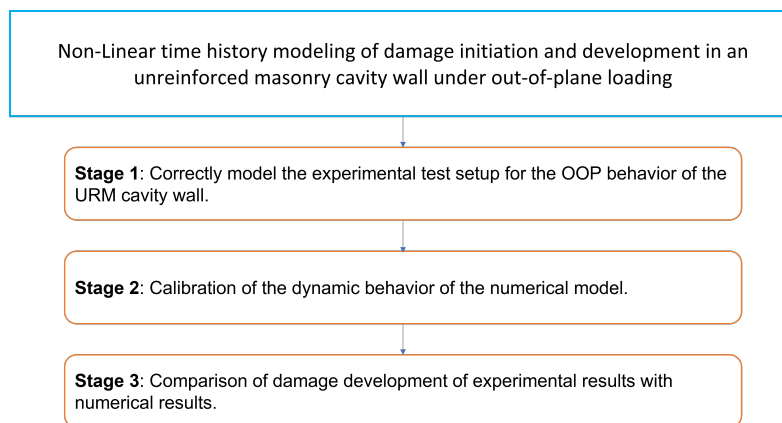 Non-Linear time history modeling of damage initiation and development in an
unreinforced masonry cavity wall under out-of-plane loading
Stage 1: Correctly model the experimental test setup for the OOP behavior of the
URM cavity wall.
Stage 2: Calibration of the dynamic behavior of the numerical model.
Stage 3: Comparison of damage development of experimental results with
numerical results.